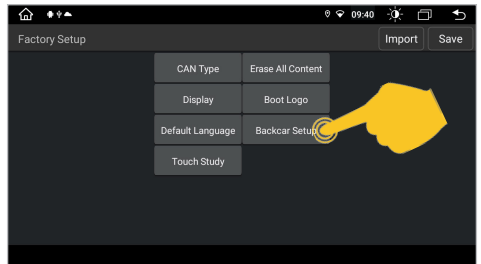 09:40
Factory Setup Import Save
CAN Type Erase All Content
Display Boot Logo
Default Language Backcar Setup
Touch Study